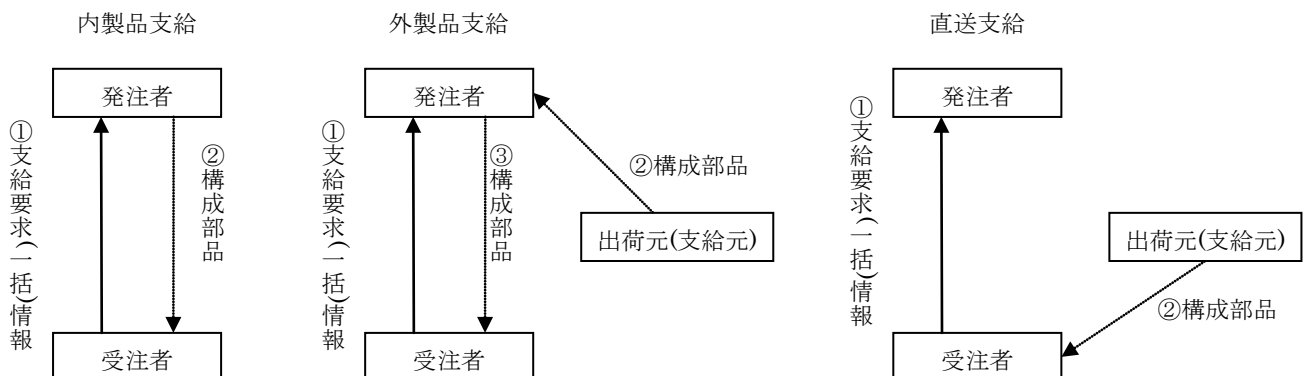 内製品支給
発注者
①支給要求(一括)情報
②構成部品
受注者
外製品支給
発注者
①支給要求(一括)情報
③構成部品
②構成部品
出荷元(支給元)
受注者
直送支給
発注者
①支給要求(一括)情報
出荷元(支給元)
②構成部品
受注者